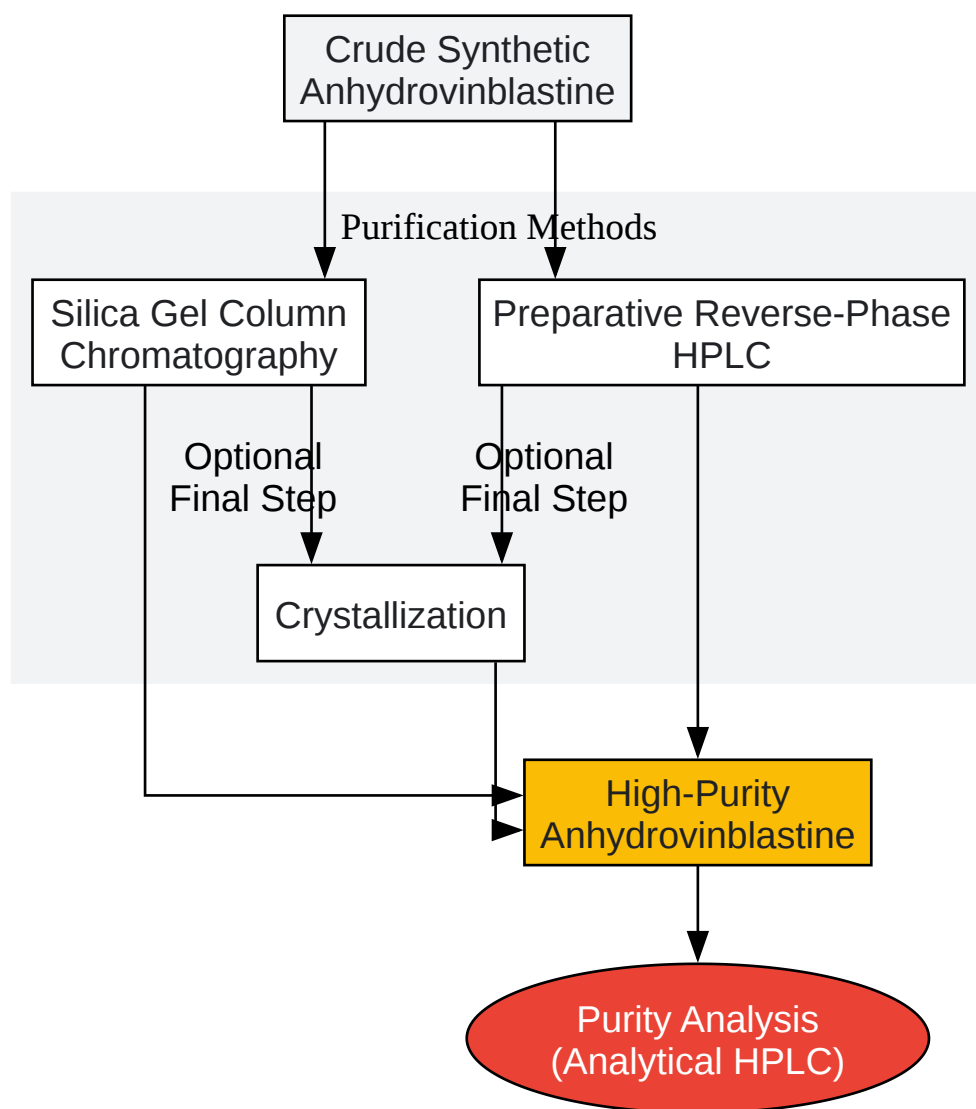 Crude Synthetic
Anhydrovinblastine
Purification Methods
Silica Gel Column
Chromatography
Preparative Reverse-Phase
HPLC
Optional
Final Step
Optional
Final Step
Crystallization
High-Purity
Anhydrovinblastine
Purity Analysis
(Analytical HPLC)